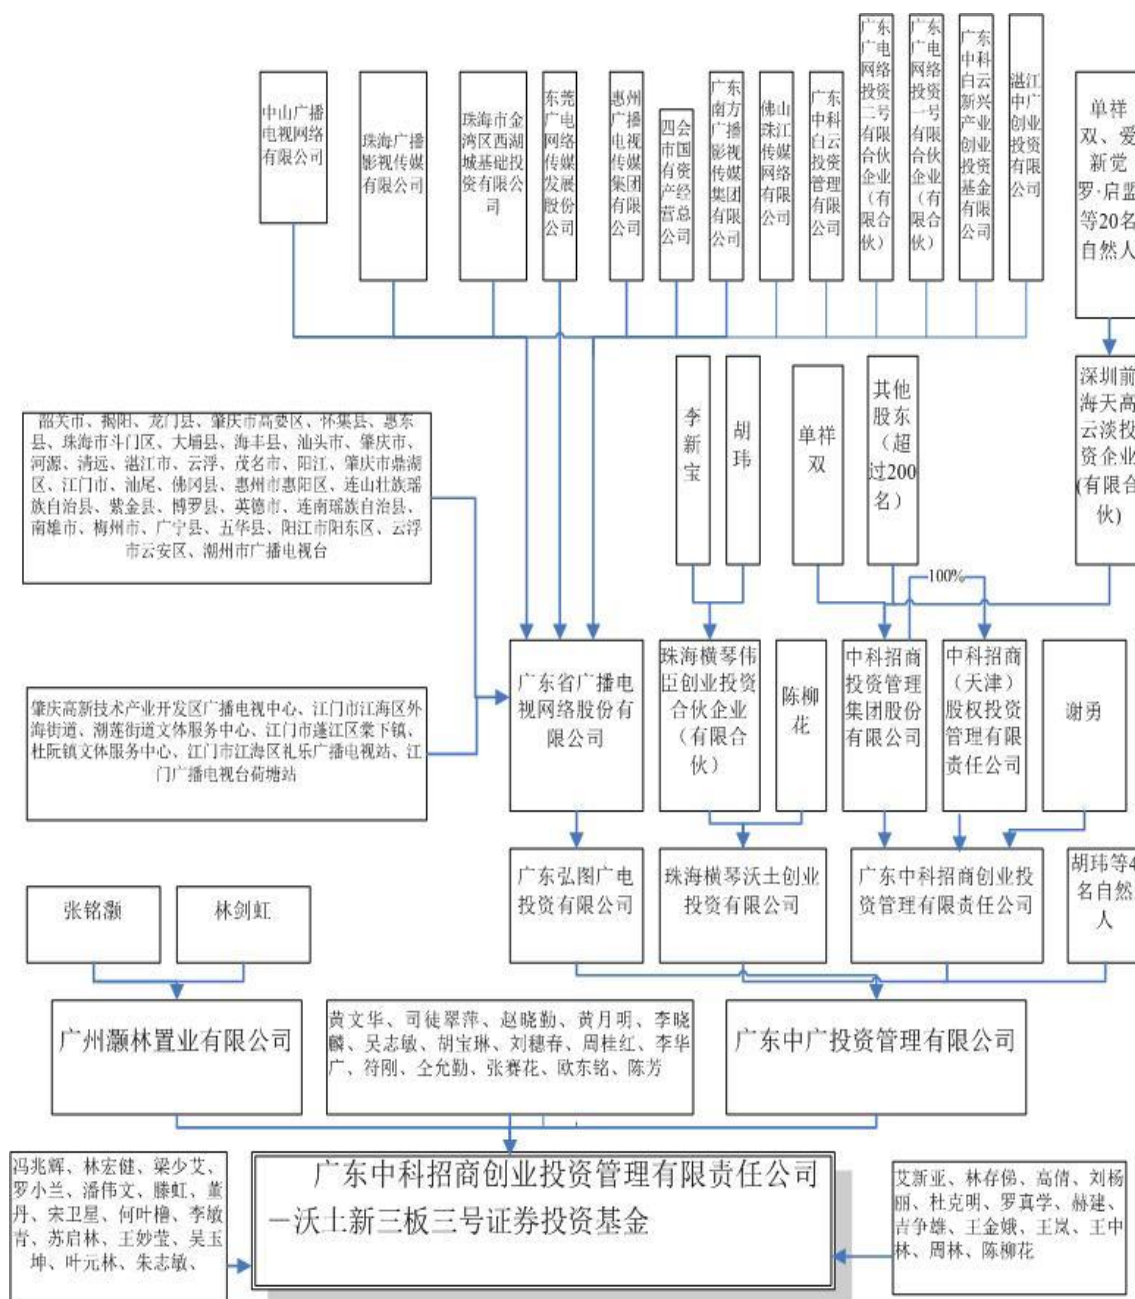 中山广播
电视网络
有限公司
珠海广播
影视传媒
有限公司
珠海市金
湾区西湖
城基础投
资有限公
司
东莞
广电
网络
传媒
发展
股份
公司
惠州
广播
电视
传媒
集团
有限
公司
四会
市国
有资
产经
营总
公司
广东
南方
广播
影视
传媒
集团
有限
公司
佛山
珠江
传媒
网络
有限
公司
广东
中科
白云
投资
管理
有限
公司
广东
广电
网络
投资
二号
有限
合伙
企业
（有
限合
伙）
广东
广电
网络
投资
一号
有限
合伙
企业
（有
限合
伙）
广东
中科
白云
新兴
产业
创业
投资
基金
有限
公司
湛江
中广
创业
投资
有限
公司
单祥
双、爱
新觉
罗·启盟
等20名
自然人
李
新
宝
胡
玮
单祥
双
其他
股东
（超
过200
名）
深圳前
海天高
云淡投
资企业
(有限合
伙)
韶关市、揭阳、龙门县、肇庆市高要区、怀集县、惠东
县、珠海市斗门区、大埔县、海丰县、汕头市、肇庆市、
河源、清远、湛江市、云浮、茂名市、阳江、肇庆市鼎湖
区、江门市、汕尾、佛冈县、惠州市惠阳区、连山壮族瑶
族自治县、紫金县、博罗县、英德市、连南瑶族自治县、
南雄市、梅州市、广宁县、五华县、阳江市阳东区、云浮
市云安区、潮州市广播电视台
100%
肇庆高新技术产业开发区广播电视中心、江门市江海区外
海街道、潮莲街道文体服务中心、江门市蓬江区棠下镇、
杜阮镇文体服务中心、江门市江海区礼乐广播电视站、江
门广播电视台荷塘站
广东省广播电
视网络股份有
限公司
珠海横琴伟
臣创业投资
合伙企业
（有限合
伙）
陈柳
花
中科招商
投资管理
集团股份
有限公司
中科招商
（天津）
股权投资
管理有限
责任公司
谢勇
广东弘图广电
投资有限公司
珠海横琴沃土创业
投资有限公司
广东中科招商创业投
资管理有限责任公司
胡玮等4
名自然
人
张铭灏
林剑虹
广州灏林置业有限公司
黄文华、司徒翠萍、赵晓勤、黄月明、李晓
麟、吴志敏、胡宝琳、刘穗春、周桂红、李华
广、符刚、仝允勤、张赛花、欧东铭、陈芳
广东中广投资管理有限公司
冯兆辉、林宏健、梁少艾、
罗小兰、潘伟文、滕虹、董
丹、宋卫星、何叶橹、李敏
青、苏启林、王妙莹、吴玉
坤、叶元林、朱志敏、
广东中科招商创业投资管理有限责任公司
—沃土新三板三号证券投资基金
艾新亚、林存俤、高倩、刘杨
丽、杜克明、罗真学、赫建、
吉争雄、王金娥、王岚、王中
林、周林、陈柳花